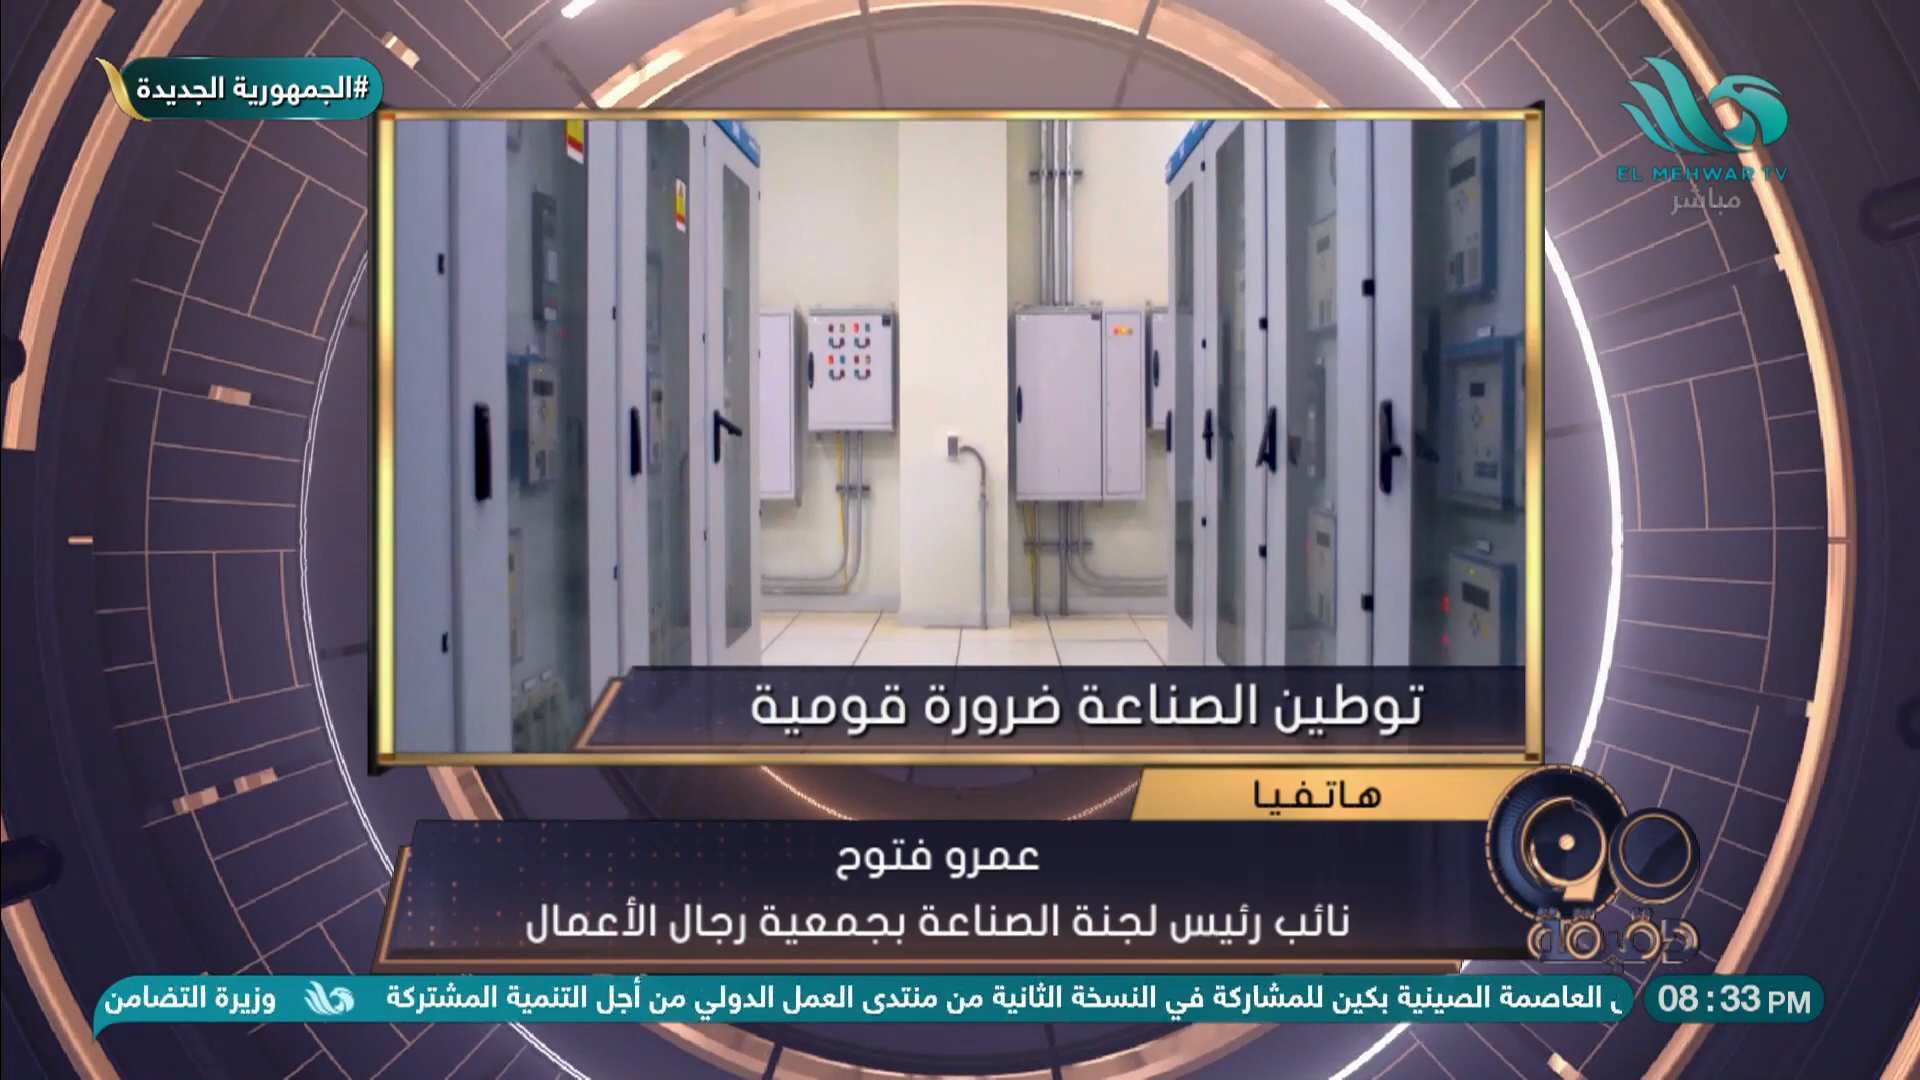 #الجمهورية الجديدة
EL MEHWAR TV
مباشر
توطين الصناعة ضرورة قومية
هاتفيا
عمرو فتوح
نائب رئيس لجنة الصناعة بجمعية رجال الأعمال
90
دقيقة
العاصمة الصينية بكين للمشاركة في النسخة الثانية من منتدى العمل الدولي من أجل التنمية المشتركة
وزيرة التضامن
08:33 PM